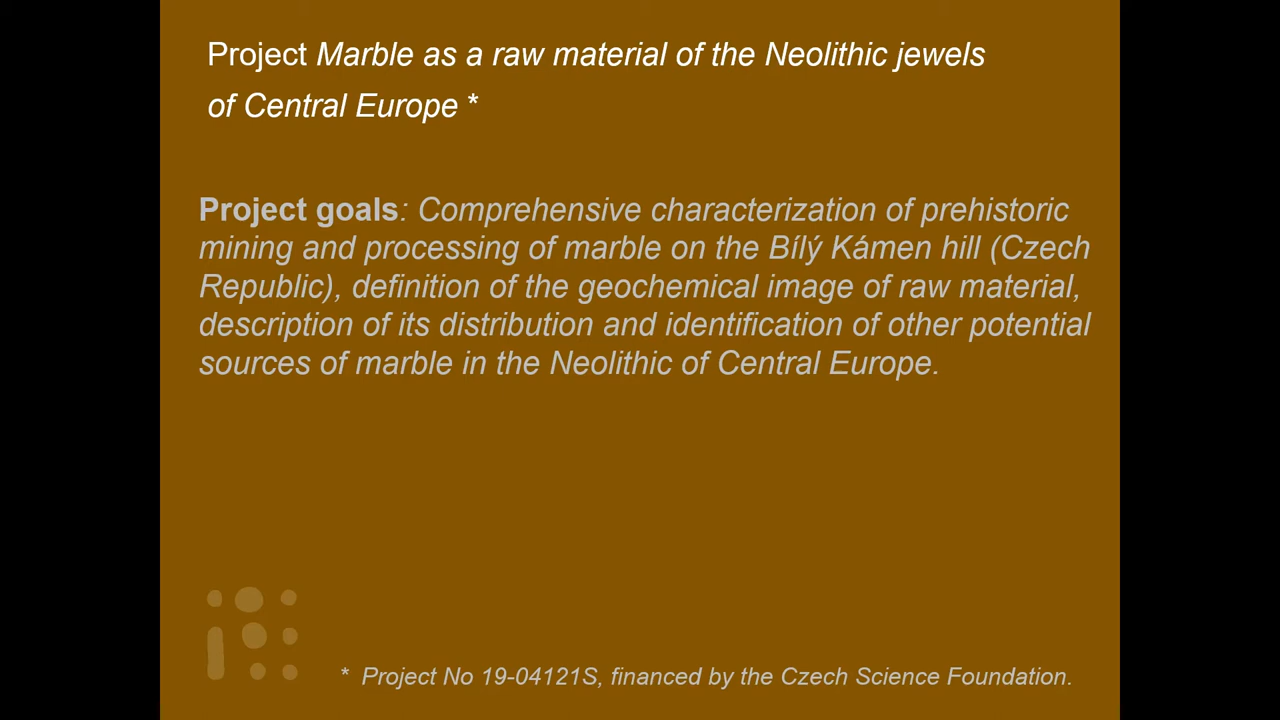 Project Marble as a raw material of the Neolithic jewels
of Central Europe *
Project goals: Comprehensive characterization of prehistoric
mining and processing of marble on the Bílý Kámen hill (Czech
Republic), definition of the geochemical image of raw material,
description of its distribution and identification of other potential
sources of marble in the Neolithic of Central Europe.
* Project No 19-04121S, financed by the Czech Science Foundation.